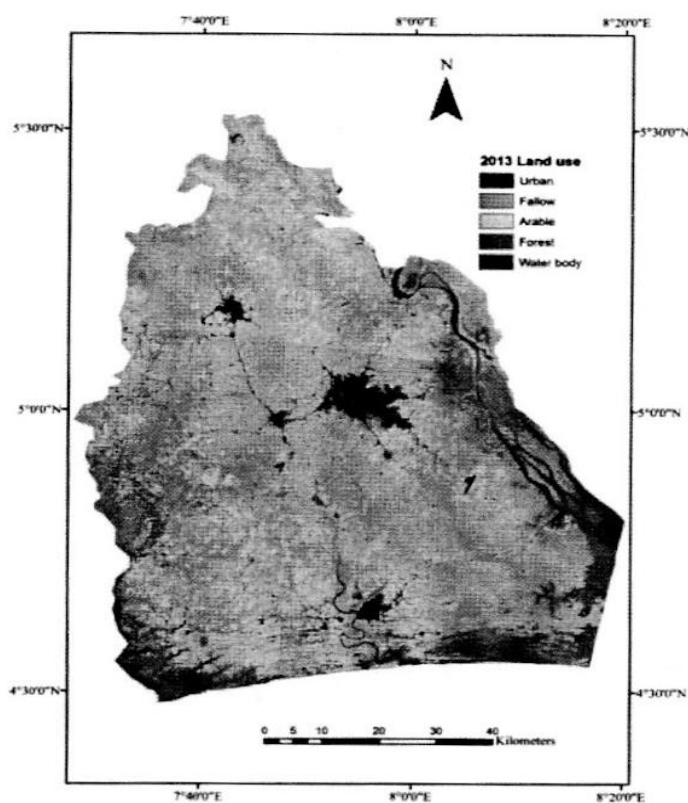 7°40'0"E 8°0'0"E 8°20'0"E
N
5°30'0"N 5°30'0"N
2013 Land use
Urban
Fallow
Arable
Forest
Water body
5°0'0"N 5°0'0"N
4°30'0"N 4°30'0"N
0 5 10 20 30 40
Kilometers
7°40'0"E 8°0'0"E 8°20'0"E